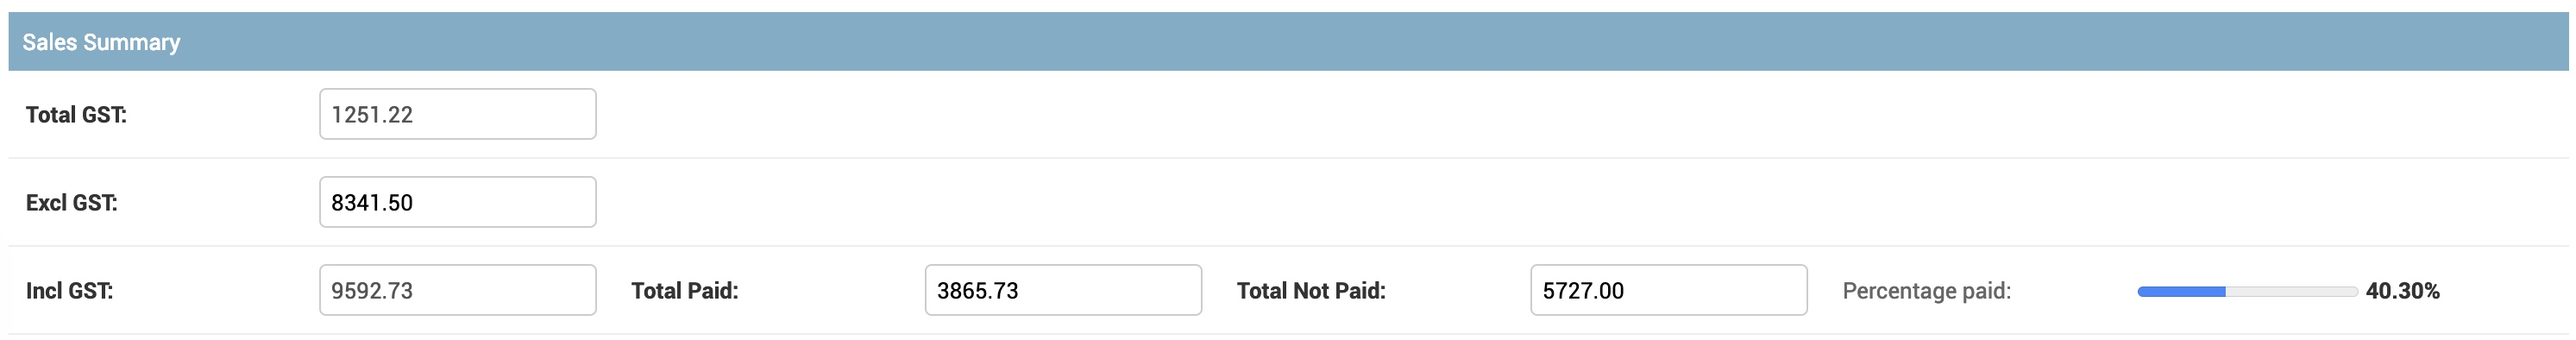 Sales Summary
Total GST: 1251.22
Excl GST: 8341.50
Incl GST: 9592.73 Total Paid: 3865.73 Total Not Paid: 5727.00 Percentage paid: 40.30%